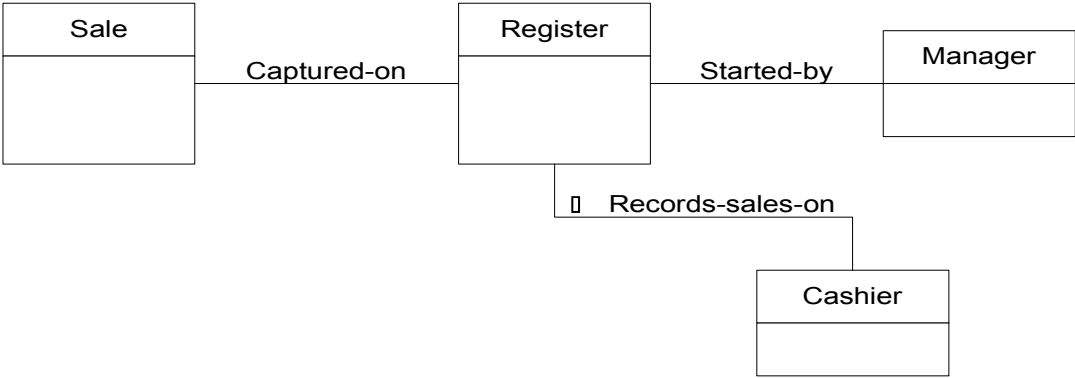 Sale
Register
Manager
Captured-on
Started-by
Records-sales-on
Cashier